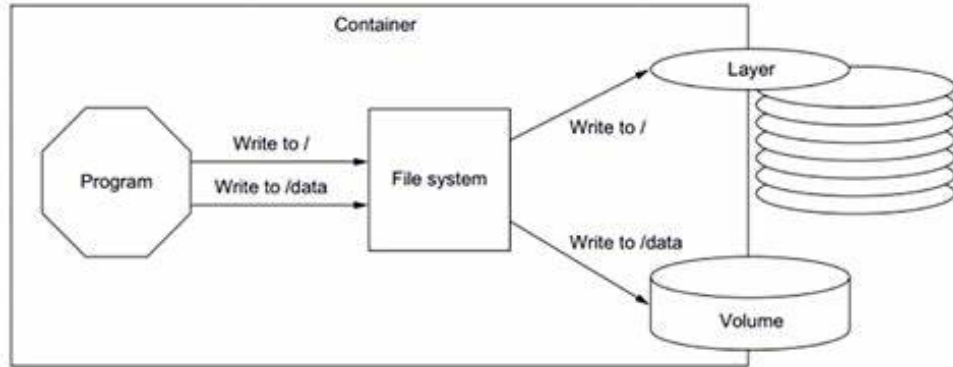 Container
Layer
Write to /
Write to /
Program
File system
Write to /data
Write to /data
Volume